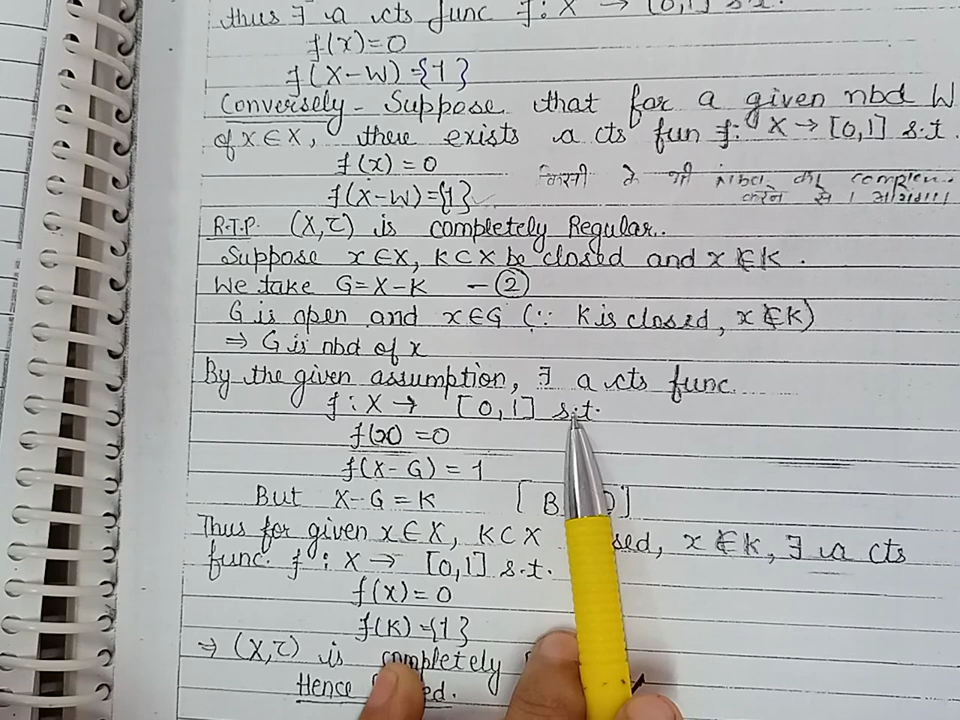 thus ∃ a cts func f: X → [0,1] s.t.
f(x)=0
f(X-W)={1}
Conversely - Suppose that for a given nbd W
of x∈X, there exists a cts fun f: X→[0,1] s.t.
f(x)=0
किसी के भी nbd का complem.
f(X-W)={1}
करने से
R.T.P. (X,τ) is completely Regular..
Suppose x∈X, K⊂X be closed and x∉K.
We take G=X-K —②
G is open and x∈G (∵ K is closed, x∉K)
⇒ G is nbd of x
By the given assumption, ∃ a cts func.
f: X→ [0,1] s.t.
f(x)=0
f(X-G)=1
But X-G=K [
Thus for given x∈X, K⊂X x∉K, ∃ a cts
func. f: X→ [0,1] s.t.
f(x)=0
f(K)={1}
⇒ (X,τ) is completely
Hence